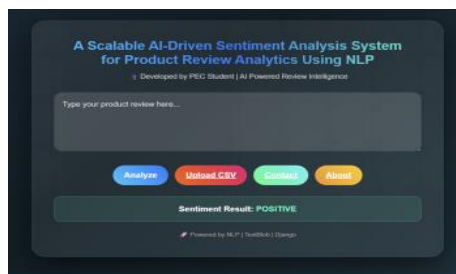 A Scalable AI-Driven Sentiment Analysis System
for Product Review Analytics Using NLP
Developed by PEC Student | AI Powered Review Intelligence
Type your product review here...
Analyze Upload CSV Contact About
Sentiment Result: POSITIVE
Powered by NLP | TextBlob | Django